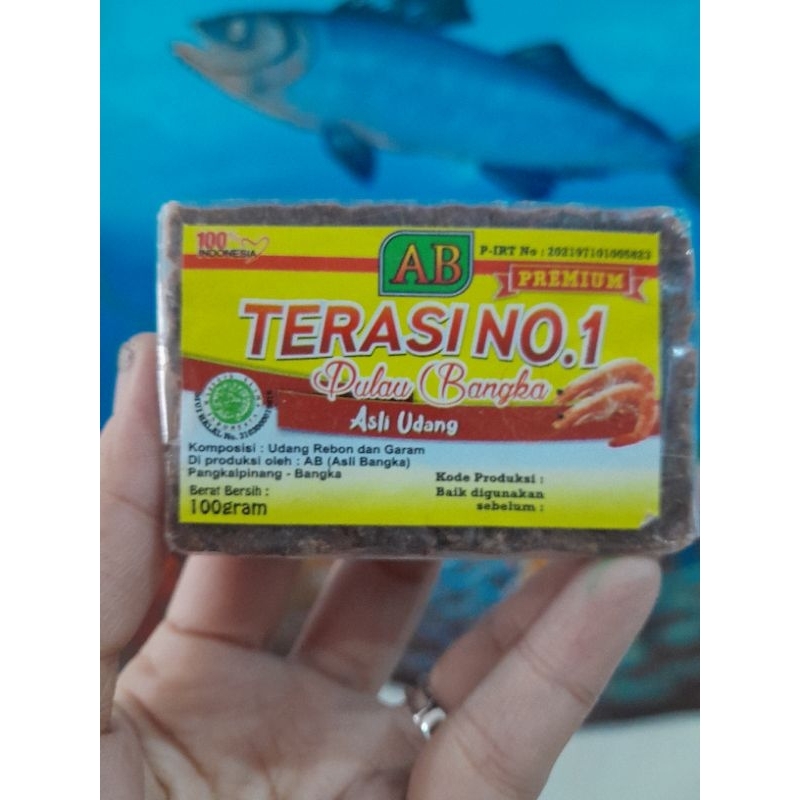 100%
INDONESIA
AB
P-IRT No : 202197101005823
PREMIUM
TERASI NO.1
Pulau Bangka
Asli Udang
Komposisi : Udang Rebon dan Garam
Di produksi oleh : AB (Asli Bangka)
Pangkalpinang - Bangka
Berat Bersih :
100gram
Kode Produksi :
Baik digunakan
sebelum :